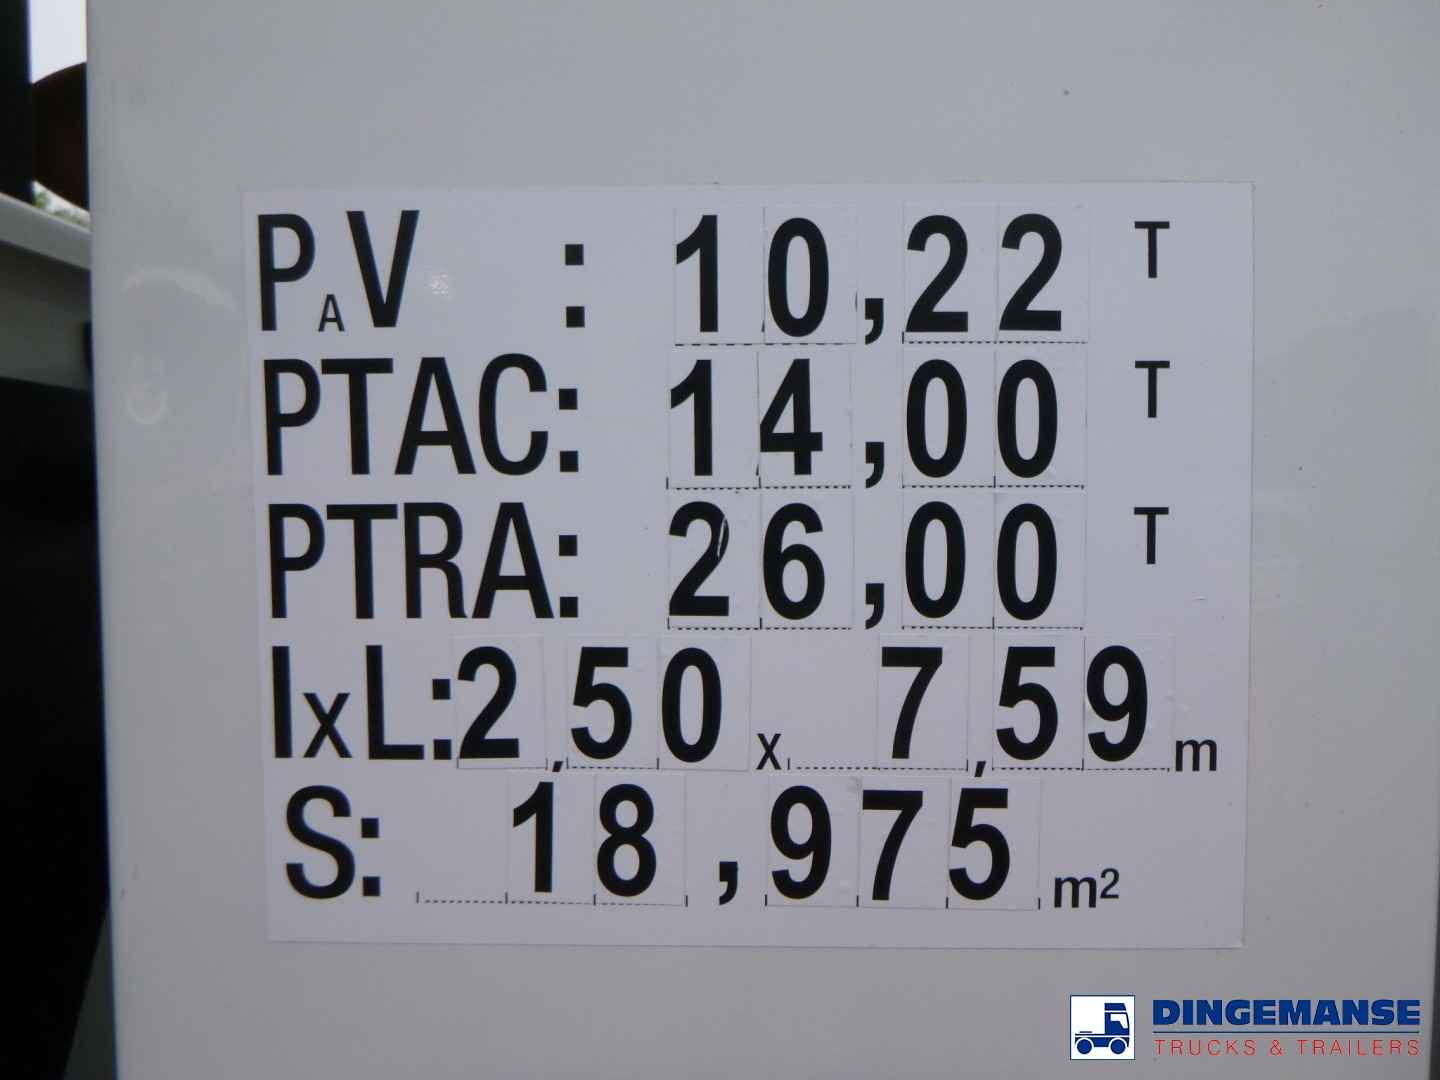 PAV : 10,22 T
PTAC: 14,00 T
PTRA: 26,00 T
lxL:2,50 x 7,59 m
S: 18,975 m²
DINGEMANSE
TRUCKS & TRAILERS